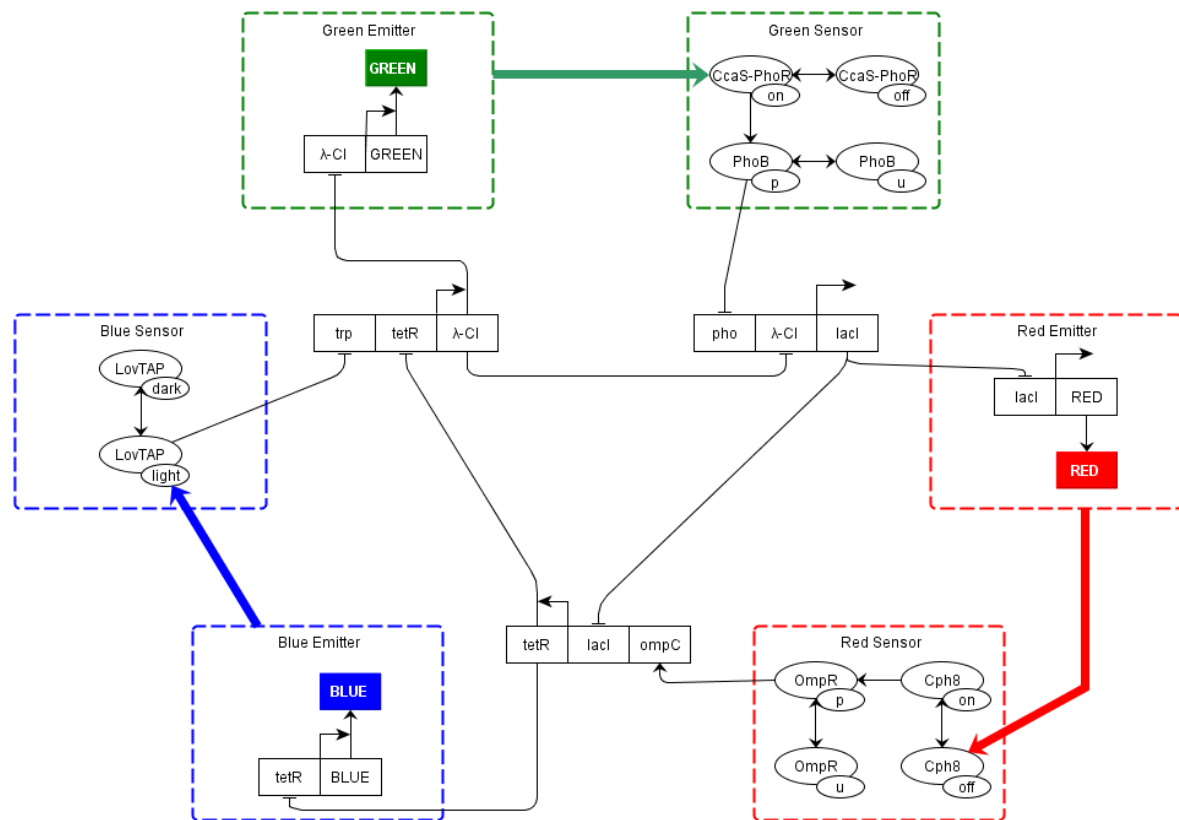 Green Emitter
GREEN
λ-CI GREEN
Green Sensor
CcaS-PhoR CcaS-PhoR
on off
PhoB PhoB
p u
Blue Sensor
LovTAP
dark
LovTAP
light
trp tetR λ-CI
pho λ-CI lacI
Red Emitter
lacI RED
RED
tetR lacI ompC
Blue Emitter
BLUE
tetR BLUE
Red Sensor
OmpR Cph8
p on
OmpR Cph8
u off